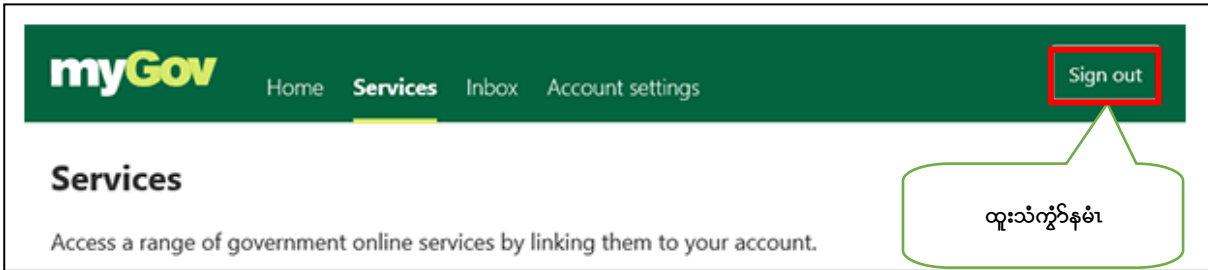 myGov Home Services Inbox Account settings Sign out
Services
ထူးသံကွံာ်နမံၤ
Access a range of government online services by linking them to your account.